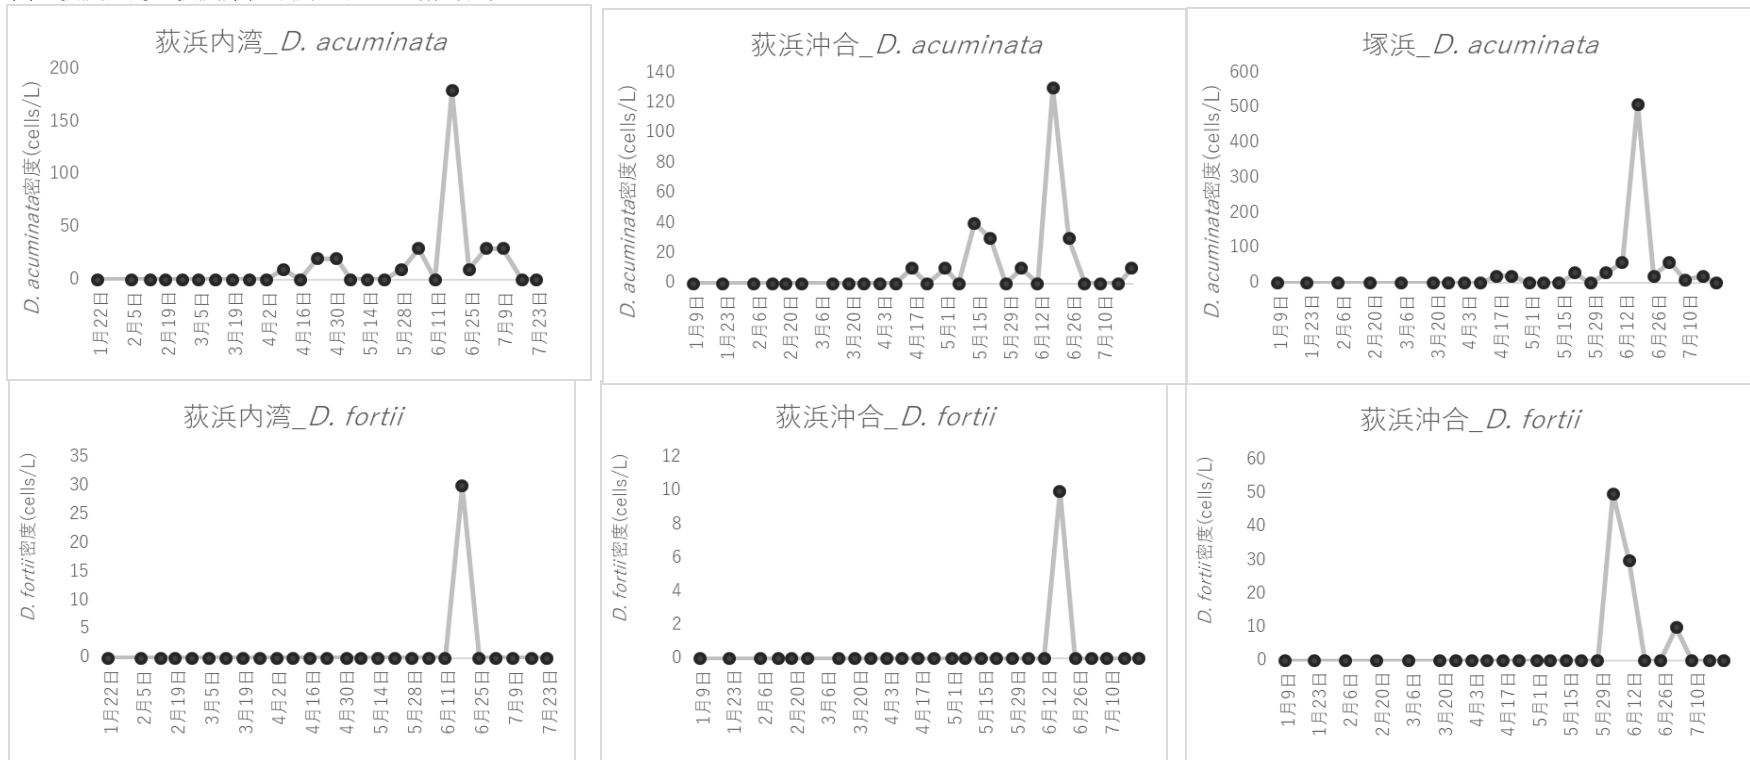 荻浜内湾_D. acuminata
D. acuminata密度(cells/L)
200
150
100
50
0
1月22日
2月5日
2月19日
3月5日
3月19日
4月2日
4月16日
4月30日
5月14日
5月28日
6月11日
6月25日
7月9日
7月23日
荻浜沖合_D. acuminata
D. acuminata密度(cells/L)
140
120
100
80
60
40
20
0
1月9日
1月23日
2月6日
2月20日
3月6日
3月20日
4月3日
4月17日
5月1日
5月15日
5月29日
6月12日
6月26日
7月10日
塚浜_D. acuminata
D. acuminata密度(cells/L)
600
500
400
300
200
100
0
1月9日
1月23日
2月6日
2月20日
3月6日
3月20日
4月3日
4月17日
5月1日
5月15日
5月29日
6月12日
6月26日
7月10日
荻浜内湾_D. fortii
D. fortii密度(cells/L)
35
30
25
20
15
10
5
0
1月22日
2月5日
2月19日
3月5日
3月19日
4月2日
4月16日
4月30日
5月14日
5月28日
6月11日
6月25日
7月9日
7月23日
荻浜沖合_D. fortii
D. fortii密度(cells/L)
12
10
8
6
4
2
0
1月9日
1月23日
2月6日
2月20日
3月6日
3月20日
4月3日
4月17日
5月1日
5月15日
5月29日
6月12日
6月26日
7月10日
荻浜沖合_D. fortii
D. fortii密度(cells/L)
60
50
40
30
20
10
0
1月9日
1月23日
2月6日
2月20日
3月6日
3月20日
4月3日
4月17日
5月1日
5月15日
5月29日
6月12日
6月26日
7月10日